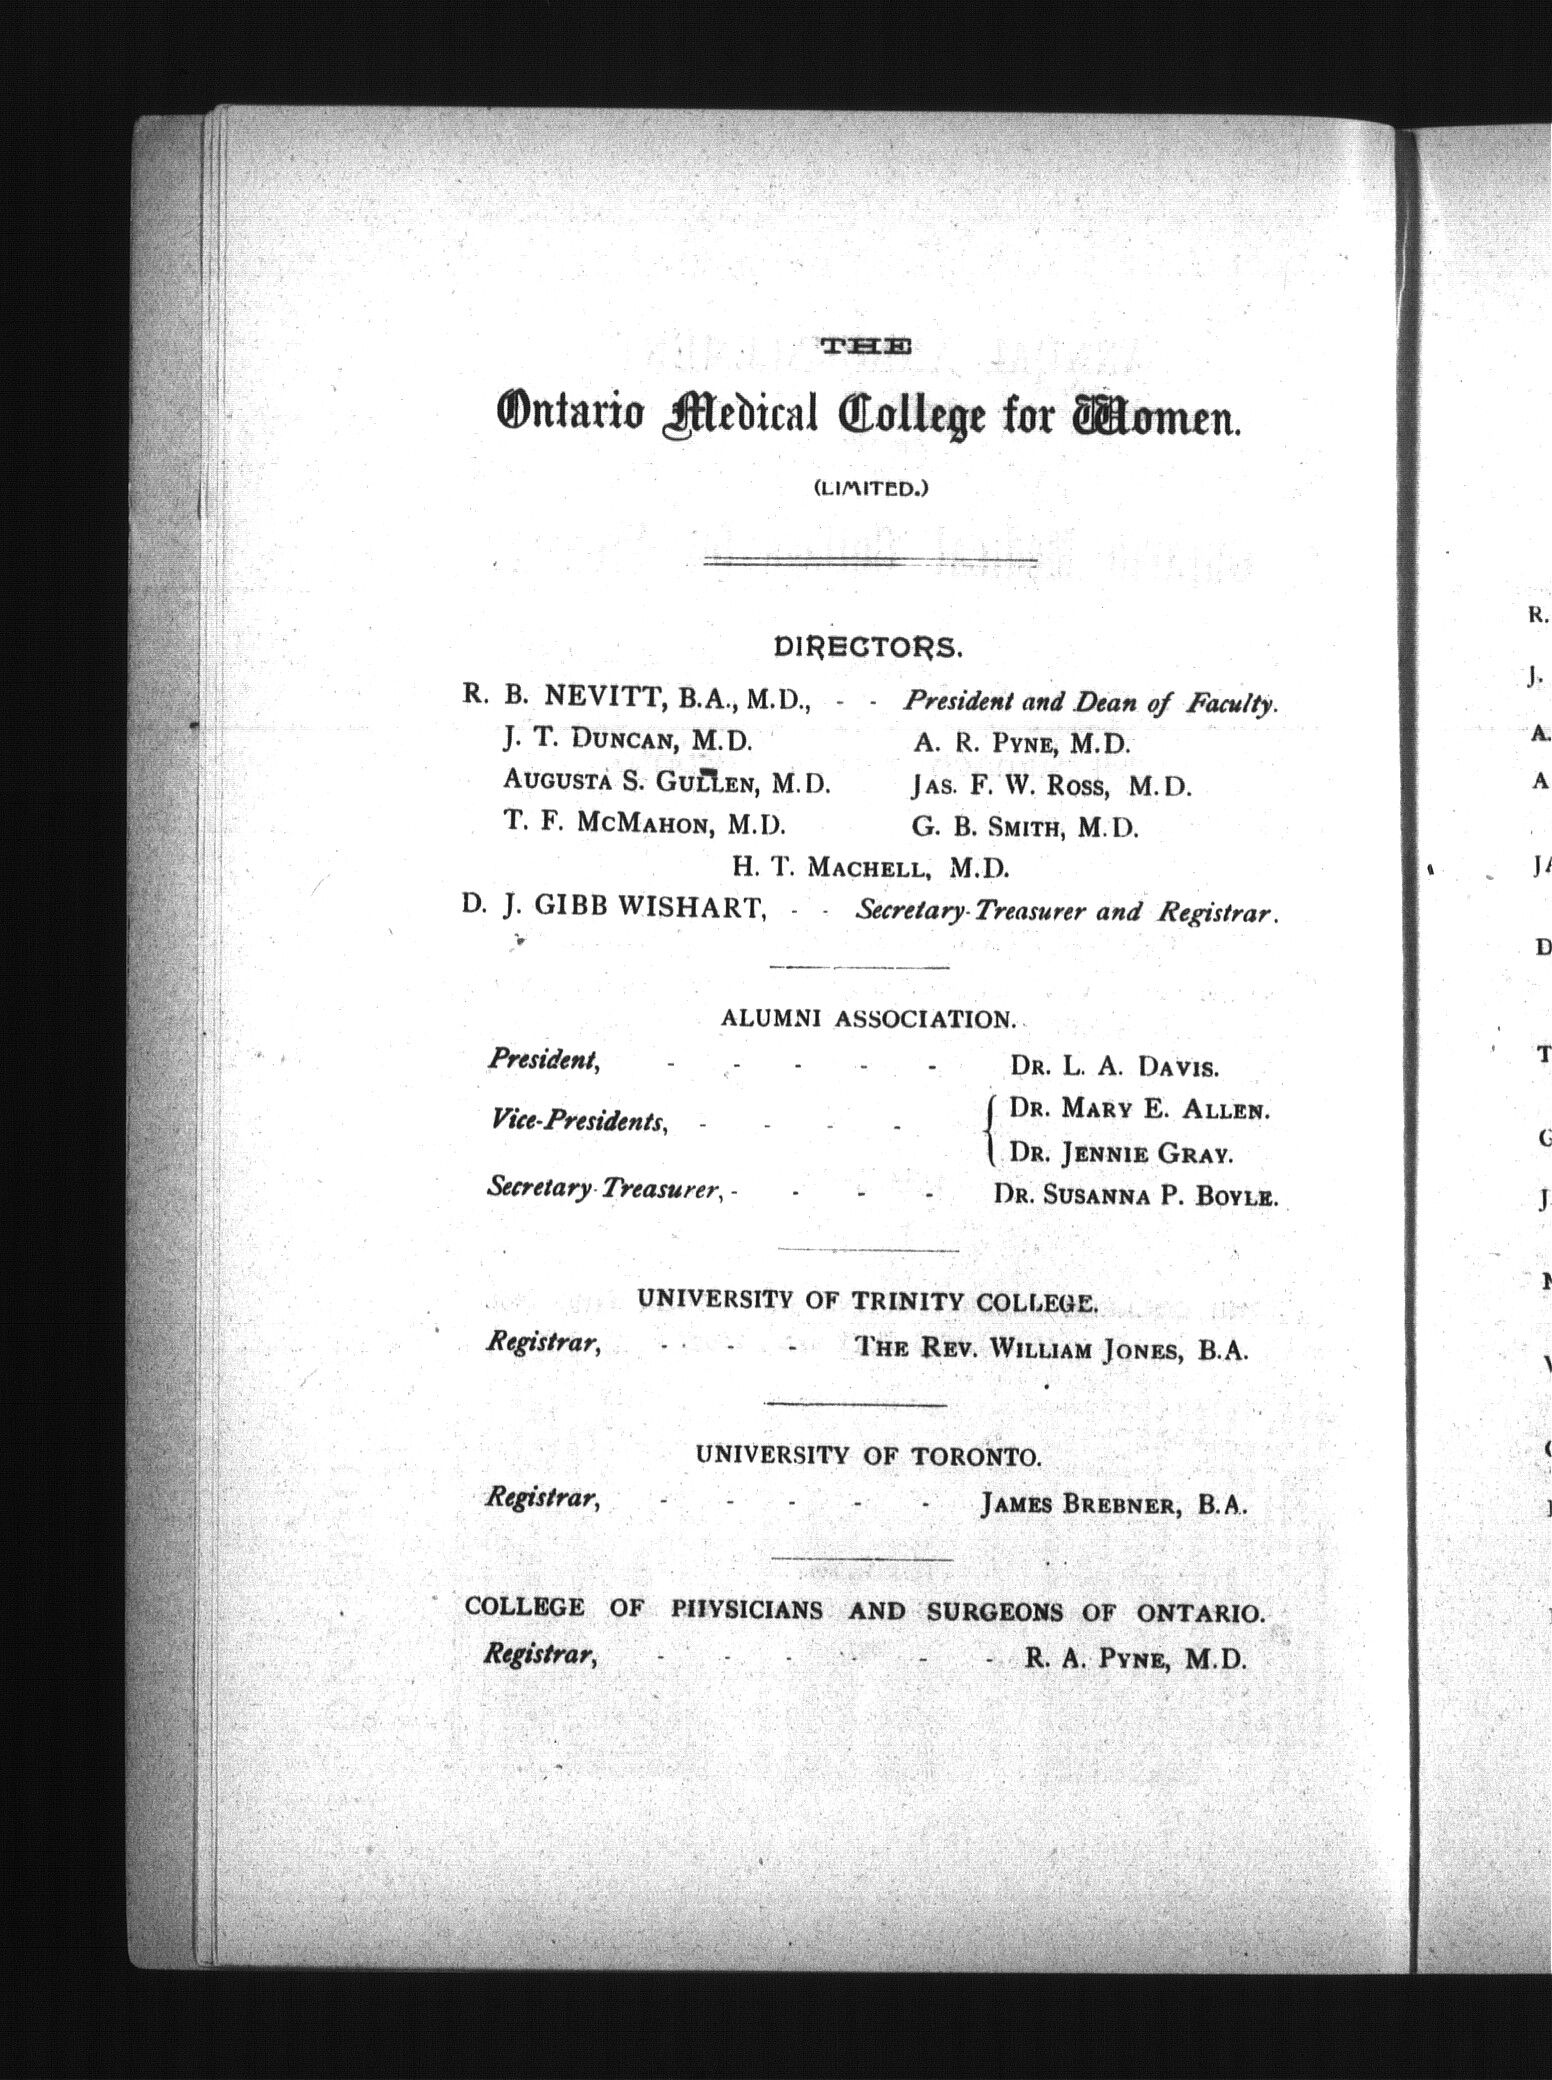 THE
Ontario Medical College for Women.
(LIMITED.)
DIRECTORS.
R. B. NEVITT, B.A., M.D., - - President and Dean of Faculty.
J. T. DUNCAN, M.D. A. R. PYNE, M.D.
AUGUSTA S. GULLEN, M.D. JAS. F. W. ROSS, M.D.
T. F. MCMAHON, M.D. G. B. SMITH, M.D.
H. T. MACHELL, M.D.
D. J. GIBB WISHART, - - Secretary-Treasurer and Registrar.
ALUMNI ASSOCIATION.
President, - - - - - DR. L. A. DAVIS.
Vice-Presidents, - - - - { DR. MARY E. ALLEN.
DR. JENNIE GRAY.
Secretary-Treasurer, - - - - DR. SUSANNA P. BOYLE.
UNIVERSITY OF TRINITY COLLEGE.
Registrar, - - - THE REV. WILLIAM JONES, B.A.
UNIVERSITY OF TORONTO.
Registrar, - - - - - JAMES BREBNER, B.A.
COLLEGE OF PHYSICIANS AND SURGEONS OF ONTARIO.
Registrar, - - - - - - R. A. PYNE, M.D.
R.
J.
A.
A
JA
D
T
G
J